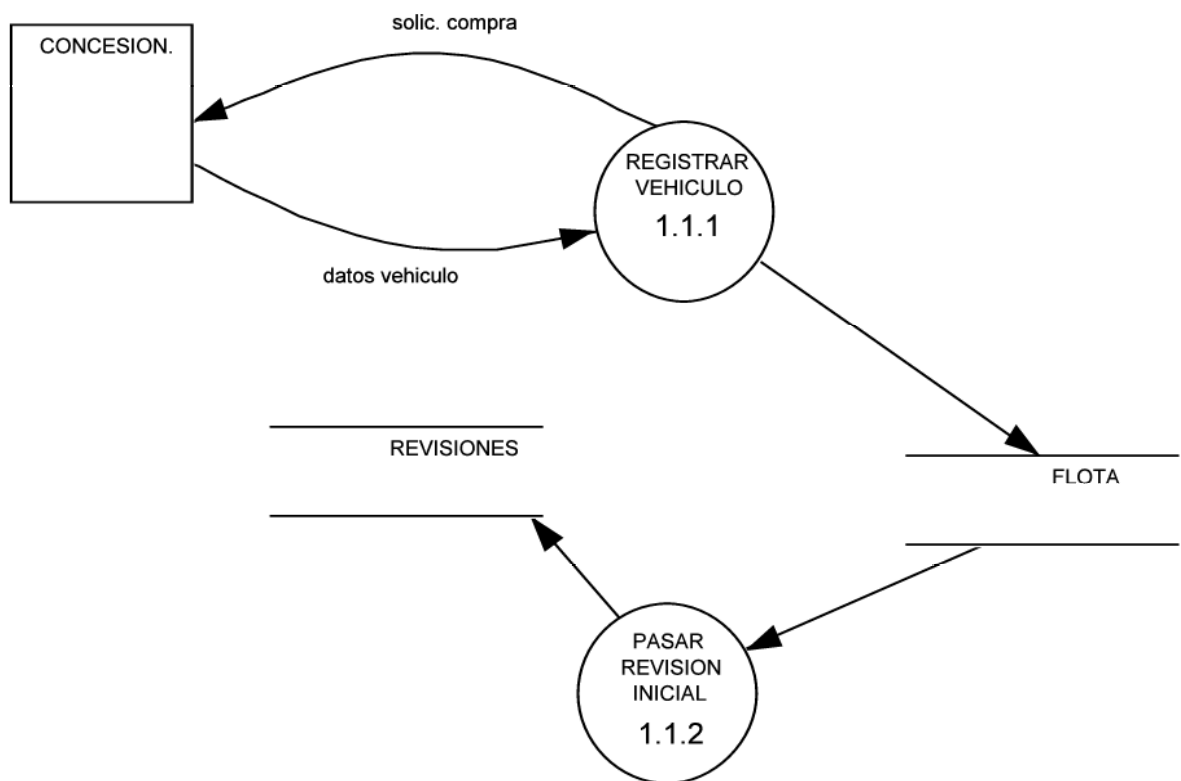 solic. compra
CONCESION.
REGISTRAR
VEHICULO
1.1.1
datos vehiculo
REVISIONES
FLOTA
PASAR
REVISION
INICIAL
1.1.2